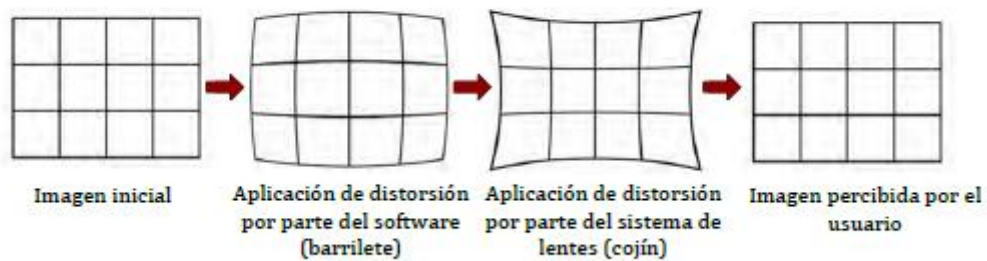 Imagen inicial
Aplicación de distorsión
por parte del software
(barrilete)
Aplicación de distorsión
por parte del sistema de
lentes (cojín)
Imagen percibida por el
usuario